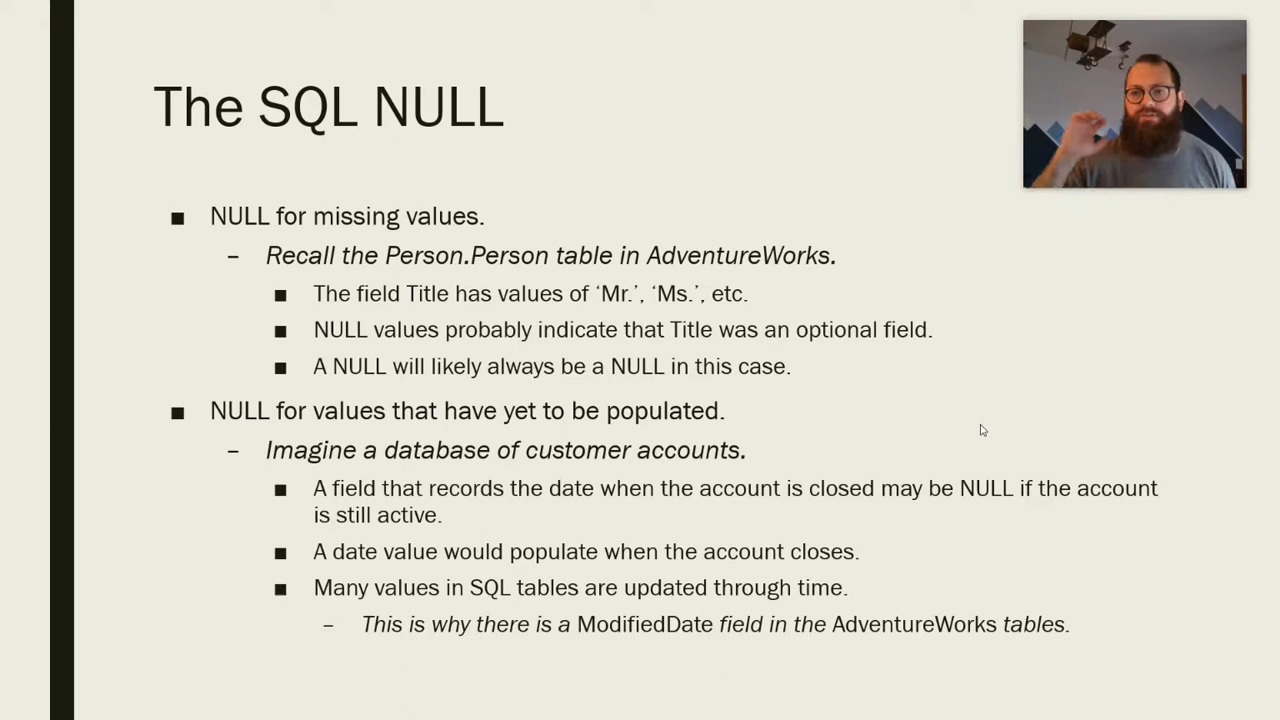 The SQL NULL
■ NULL for missing values.
– Recall the Person.Person table in AdventureWorks.
■ The field Title has values of ‘Mr.’, ‘Ms.’, etc.
■ NULL values probably indicate that Title was an optional field.
■ A NULL will likely always be a NULL in this case.
■ NULL for values that have yet to be populated.
– Imagine a database of customer accounts.
■ A field that records the date when the account is closed may be NULL if the account
is still active.
■ A date value would populate when the account closes.
■ Many values in SQL tables are updated through time.
– This is why there is a ModifiedDate field in the AdventureWorks tables.